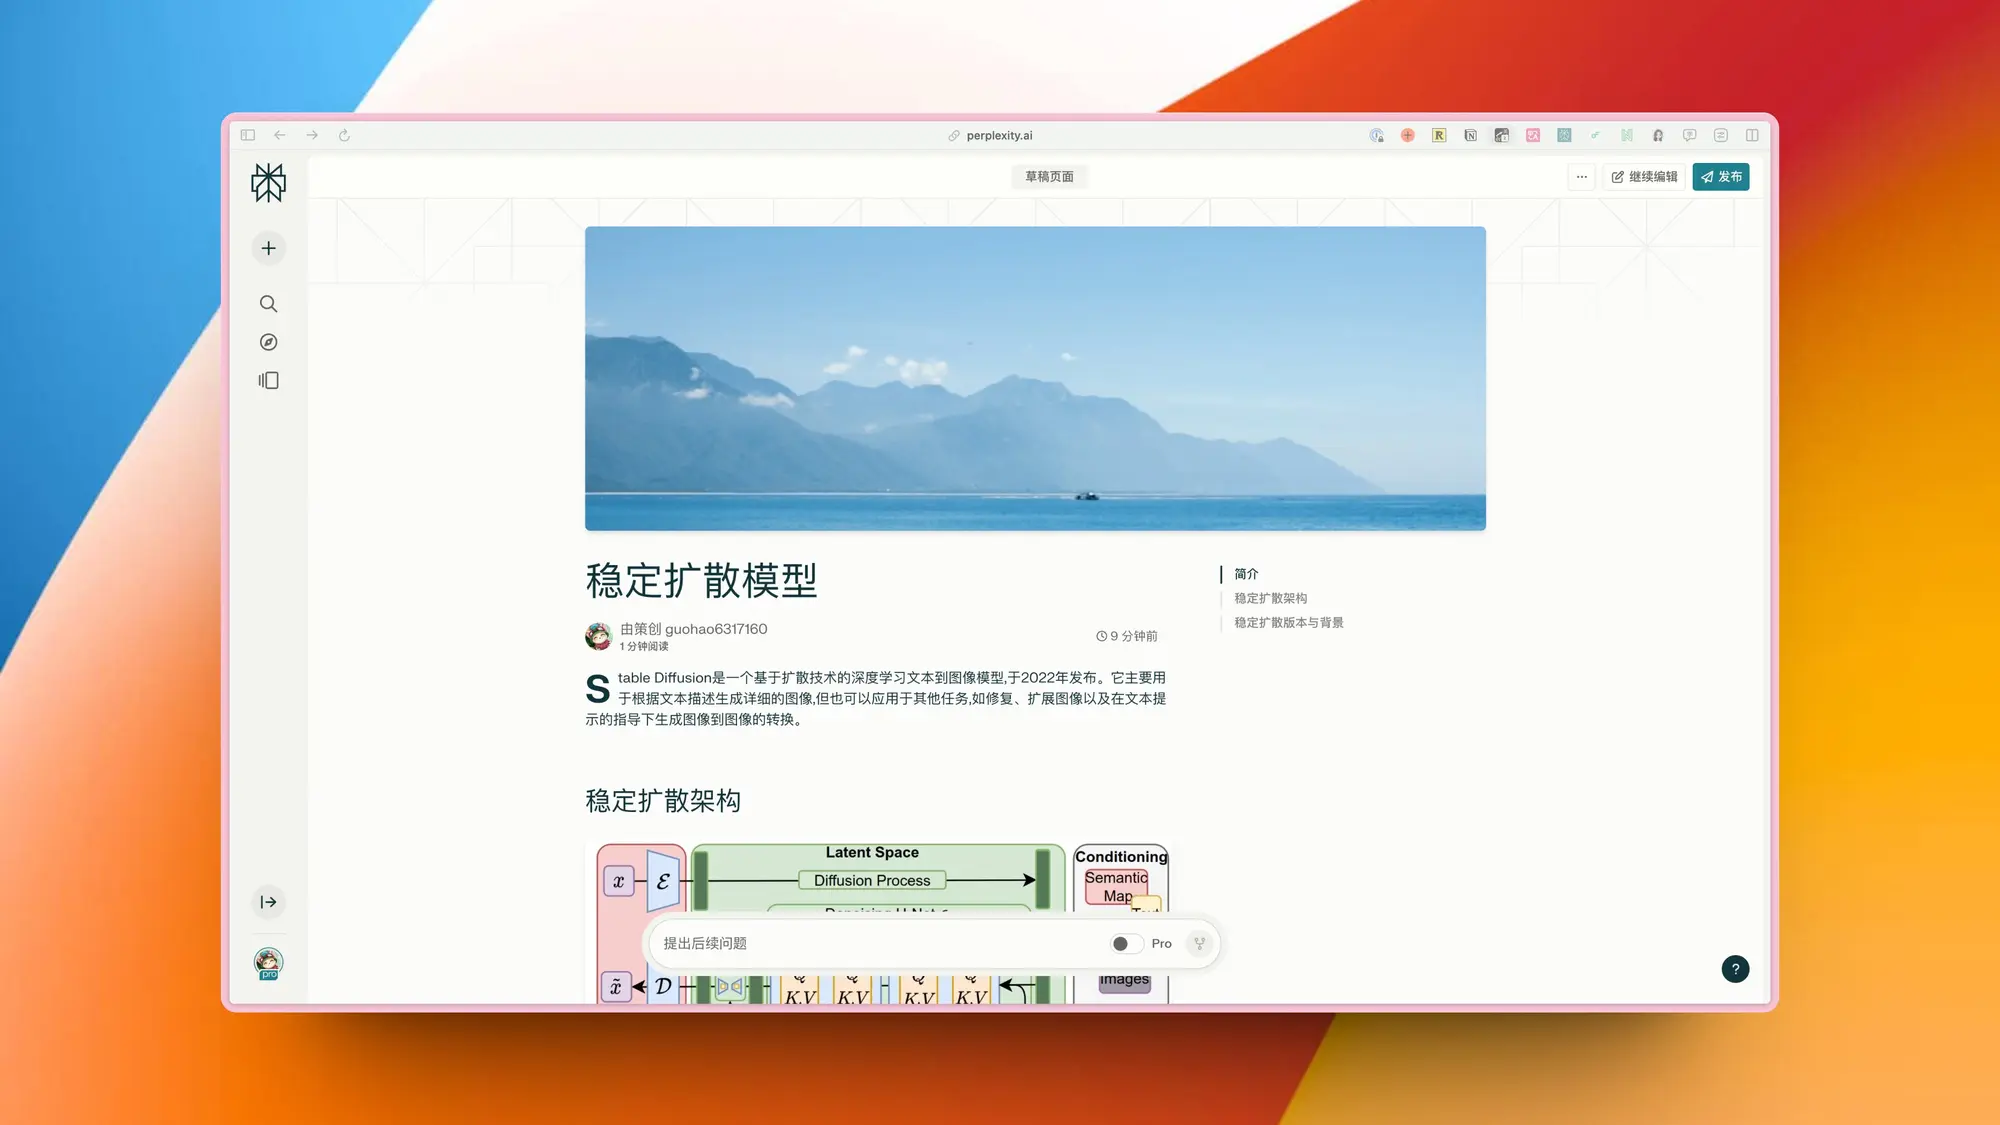 perplexity.ai
草稿页面
继续编辑
发布
稳定扩散模型
由策创 guohao6317160
1 分钟阅读
9 分钟前
Stable Diffusion是一个基于扩散技术的深度学习文本到图像模型,于2022年发布。它主要用
于根据文本描述生成详细的图像,但也可以应用于其他任务,如修复、扩展图像以及在文本提
示的指导下生成图像到图像的转换。
简介
稳定扩散架构
稳定扩散版本与背景
稳定扩散架构
Latent Space
Conditioning
x
ℰ
Diffusion Process
Semantic
Map
Text
提出后续问题
Pro
Images
x̃
𝒟
K,V
K,V
K,V
K,V
pro
?